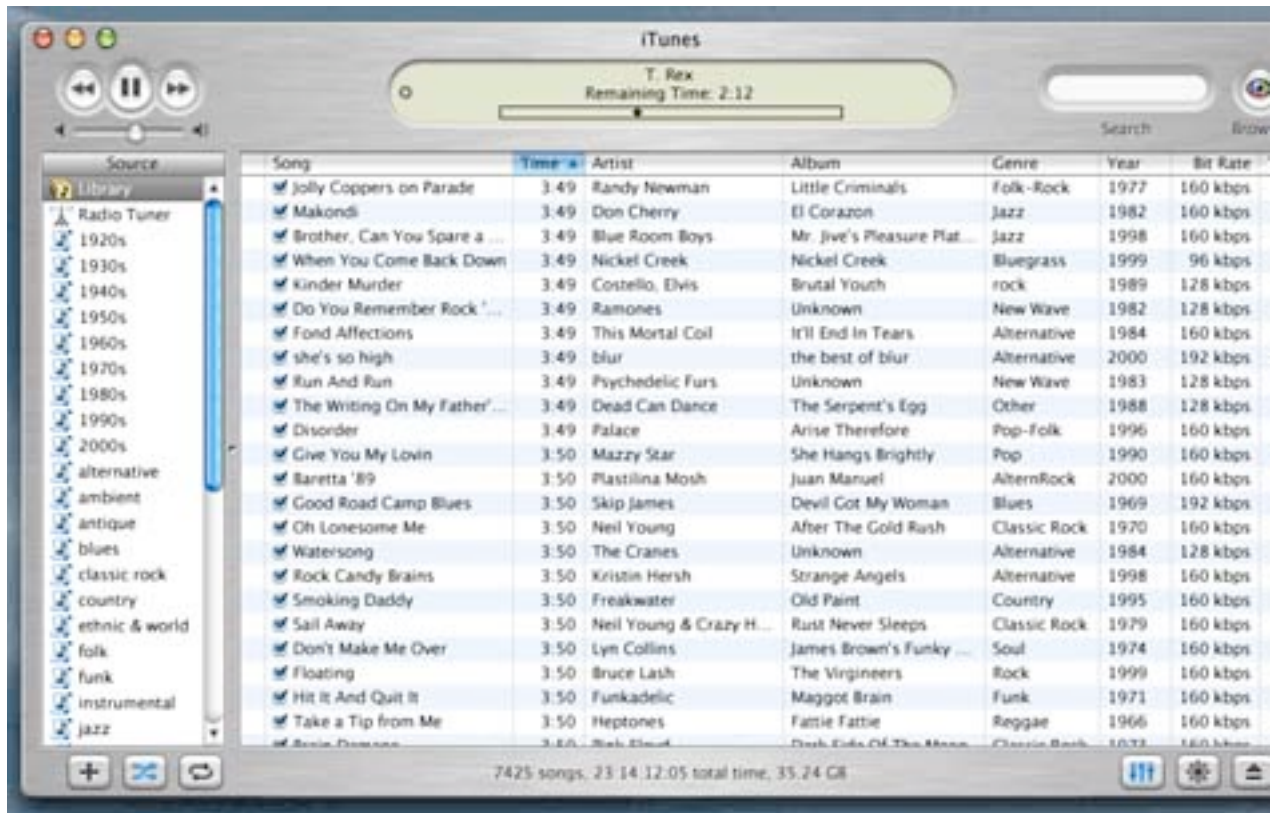 iTunes
T. Rex
Remaining Time: 2:12
Search
Brow
Source
Library
Radio Tuner
1920s
1930s
1940s
1950s
1960s
1970s
1980s
1990s
2000s
alternative
ambient
antique
blues
classic rock
country
ethnic & world
folk
funk
instrumental
jazz
Song Time Artist Album Genre Year Bit Rate
Jolly Coppers on Parade 3:49 Randy Newman Little Criminals Folk-Rock 1977 160 kbps
Makondi 3:49 Don Cherry El Corazon Jazz 1982 160 kbps
Brother, Can You Spare a ... 3:49 Blue Room Boys Mr. Jive's Pleasure Plat... Jazz 1998 160 kbps
When You Come Back Down 3:49 Nickel Creek Nickel Creek Bluegrass 1999 96 kbps
Kinder Murder 3:49 Costello, Elvis Brutal Youth rock 1989 128 kbps
Do You Remember Rock '... 3:49 Ramones Unknown New Wave 1982 128 kbps
Fond Affections 3:49 This Mortal Coil It'll End In Tears Alternative 1984 160 kbps
she's so high 3:49 blur the best of blur Alternative 2000 192 kbps
Run And Run 3:49 Psychedelic Furs Unknown New Wave 1983 128 kbps
The Writing On My Father'... 3:49 Dead Can Dance The Serpent's Egg Other 1988 128 kbps
Disorder 3:49 Palace Arise Therefore Pop-Folk 1996 160 kbps
Give You My Lovin 3:50 Mazzy Star She Hangs Brightly Pop 1990 160 kbps
Baretta '89 3:50 Plastilina Mosh Juan Manuel AlternRock 2000 160 kbps
Good Road Camp Blues 3:50 Skip James Devil Got My Woman Blues 1969 192 kbps
Oh Lonesome Me 3:50 Neil Young After The Gold Rush Classic Rock 1970 160 kbps
Watersong 3:50 The Cranes Unknown Alternative 1984 128 kbps
Rock Candy Brains 3:50 Kristin Hersh Strange Angels Alternative 1998 160 kbps
Smoking Daddy 3:50 Freakwater Old Paint Country 1995 160 kbps
Sail Away 3:50 Neil Young & Crazy H... Rust Never Sleeps Classic Rock 1979 160 kbps
Don't Make Me Over 3:50 Lyn Collins James Brown's Funky ... Soul 1974 160 kbps
Floating 3:50 Bruce Lash The Virgineers Rock 1999 160 kbps
Hit It And Quit It 3:50 Funkadelic Maggot Brain Funk 1971 160 kbps
Take a Tip from Me 3:50 Heptones Fattie Fattie Reggae 1966 160 kbps
Brain Damage 3:50 Pink Floyd Dark Side Of The Moon Classic Rock 1973 160 kbps
7425 songs, 23:14:12:05 total time, 35.24 GB